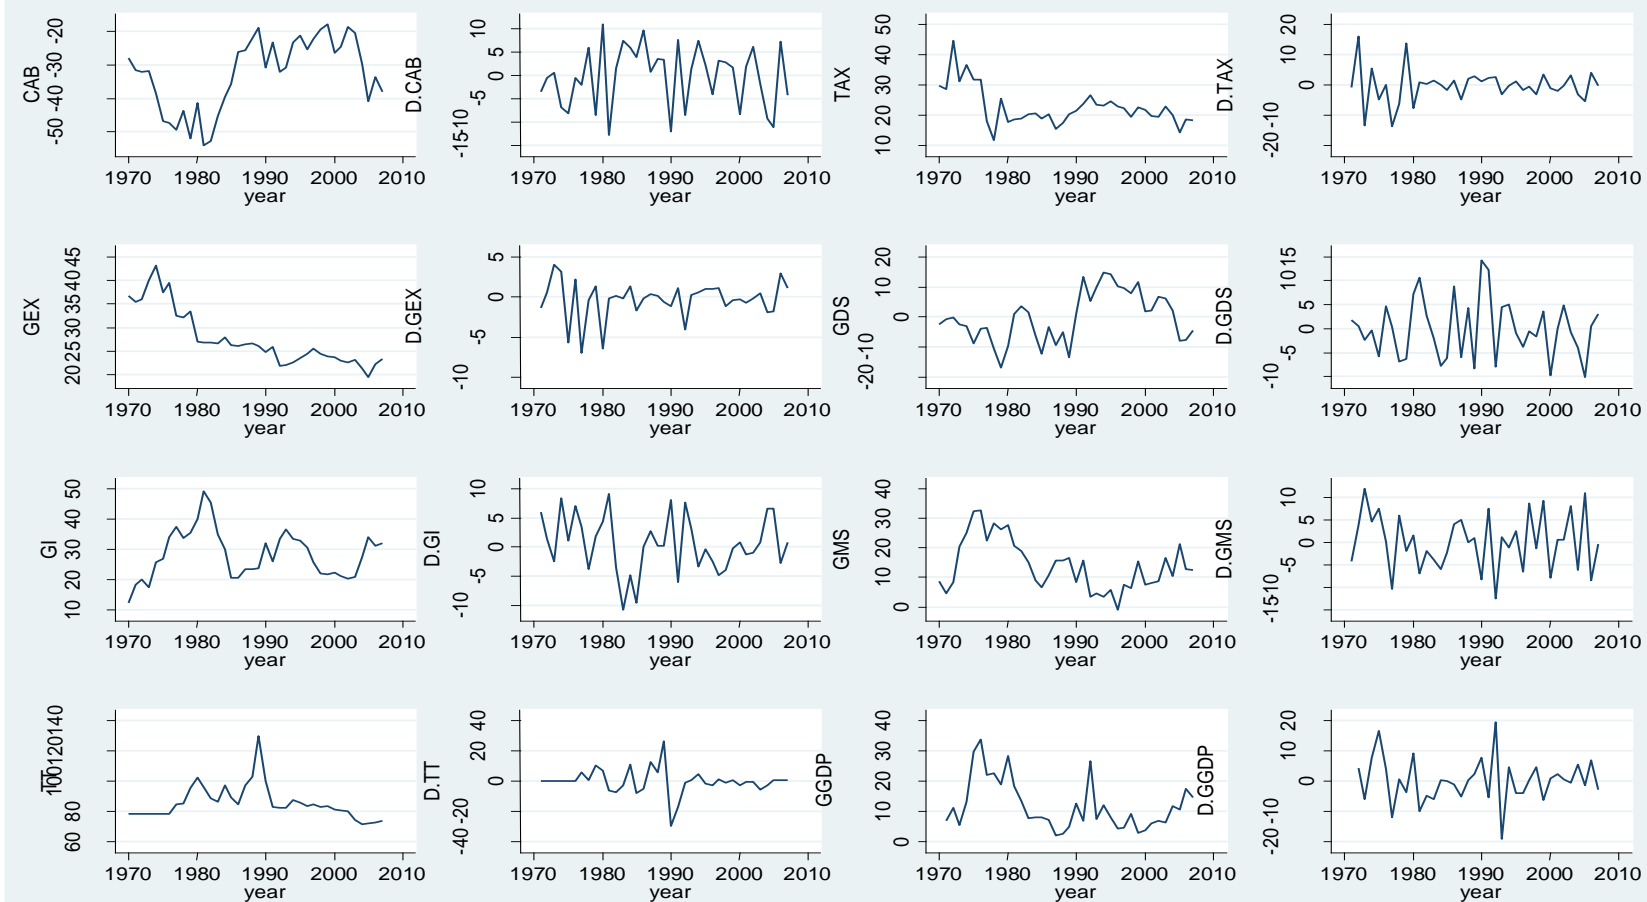 CAB
-50 -40 -30 -20
1970 1980 1990 2000 2010
year
D.CAB
-15 -10 -5 0 5 10
1970 1980 1990 2000 2010
year
TAX
10 20 30 40 50
1970 1980 1990 2000 2010
year
D.TAX
-20 -10 0 10 20
1970 1980 1990 2000 2010
year
GEX
20 25 30 35 40 45
1970 1980 1990 2000 2010
year
D.GEX
-10 -5 0 5
1970 1980 1990 2000 2010
year
GDS
-20 -10 0 10 20
1970 1980 1990 2000 2010
year
D.GDS
-10 -5 0 5 10 15
1970 1980 1990 2000 2010
year
GI
10 20 30 40 50
1970 1980 1990 2000 2010
year
D.GI
-10 -5 0 5 10
1970 1980 1990 2000 2010
year
GMS
0 10 20 30 40
1970 1980 1990 2000 2010
year
D.GMS
-15 -10 -5 0 5 10
1970 1980 1990 2000 2010
year
TT
60 80 100 120 140
1970 1980 1990 2000 2010
year
D.TT
-40 -20 0 20 40
1970 1980 1990 2000 2010
year
GGDP
0 10 20 30 40
1970 1980 1990 2000 2010
year
D.GGDP
-20 -10 0 10 20
1970 1980 1990 2000 2010
year